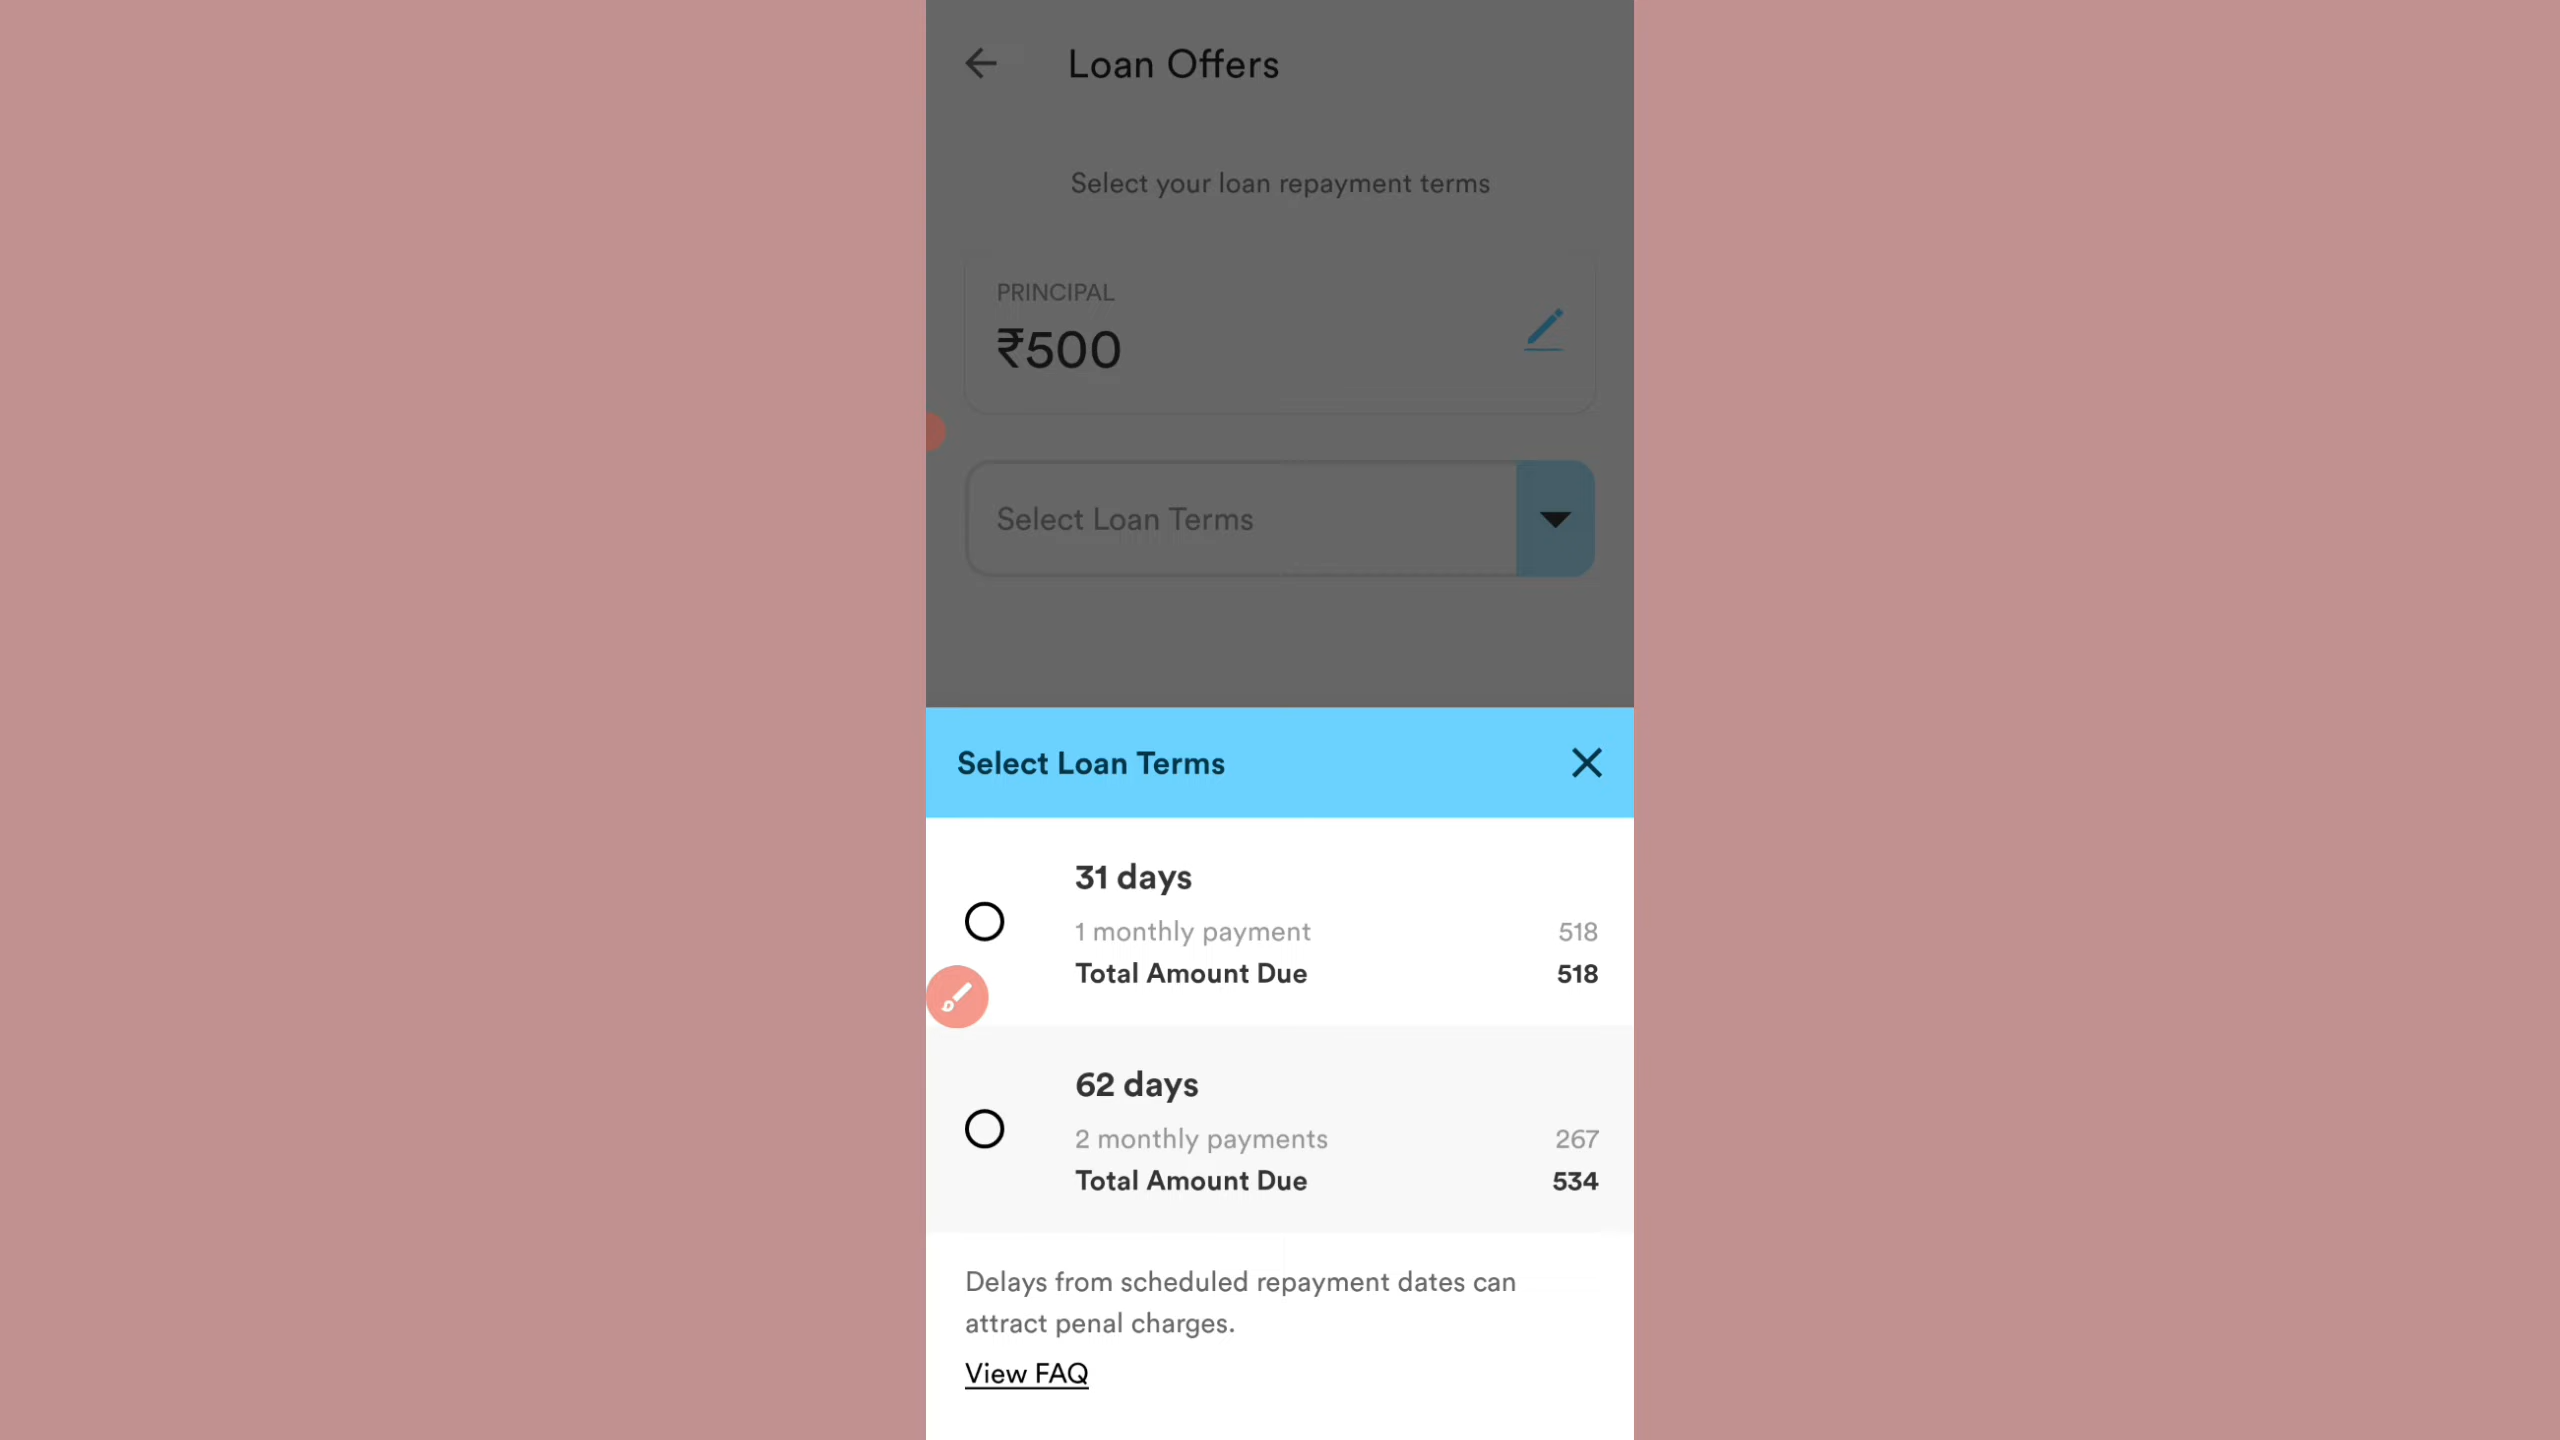 Loan Offers
Select your loan repayment terms
PRINCIPAL
₹500
Select Loan Terms
Select Loan Terms
31 days
1 monthly payment 518
Total Amount Due 518
62 days
2 monthly payments 267
Total Amount Due 534
Delays from scheduled repayment dates can
attract penal charges.
View FAQ